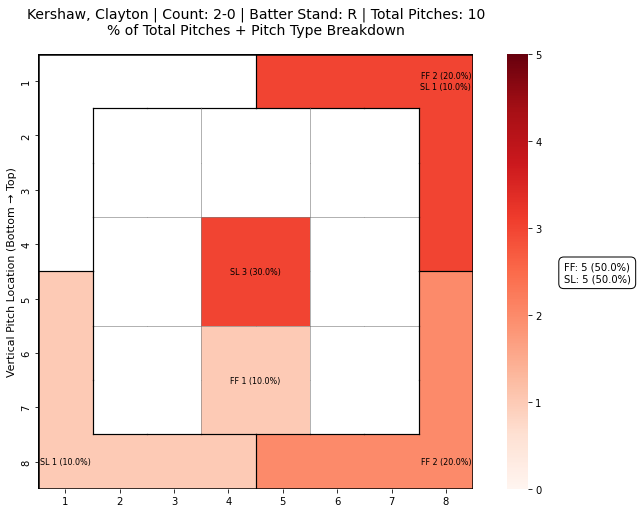 Kershaw, Clayton | Count: 2-0 | Batter Stand: R | Total Pitches: 10
% of Total Pitches + Pitch Type Breakdown
Vertical Pitch Location (Bottom → Top)
1
2
3
4
5
6
7
8
FF 2 (20.0%)
SL 1 (10.0%)
SL 3 (30.0%)
FF 1 (10.0%)
SL 1 (10.0%)
FF 2 (20.0%)
1 2 3 4 5 6 7 8
5
4
3
2
1
0
FF: 5 (50.0%)
SL: 5 (50.0%)